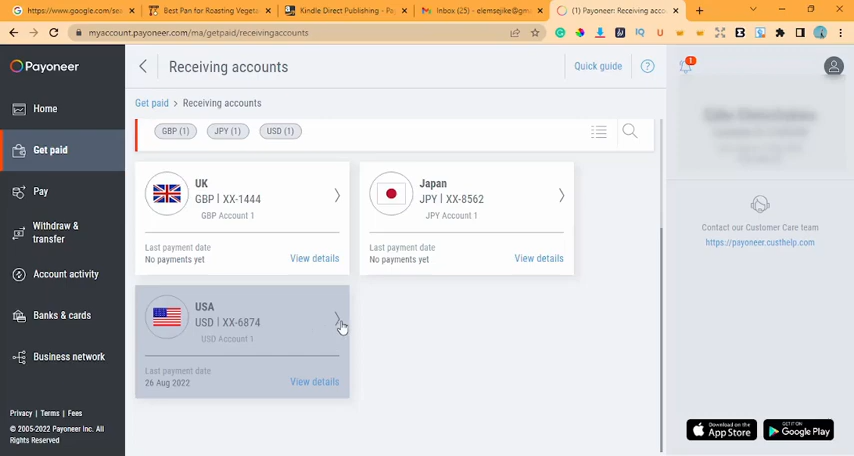 https://www.google.com/sea
Best Pan for Roasting Vegeta
Kindle Direct Publishing - Pa
Inbox (25) - elemsejike@gm
(1) Payoneer: Receiving acco
myaccount.payoneer.com/ma/getpaid/receivingaccounts
Payoneer
Receiving accounts
Quick guide
1
Home
Get paid > Receiving accounts
GBP (1)
JPY (1)
USD (1)
Get paid
Pay
UK
GBP | XX-1444
GBP Account 1
Japan
JPY | XX-8562
JPY Account 1
Withdraw &
transfer
Last payment date
No payments yet
View details
Last payment date
No payments yet
View details
Contact our Customer Care team
https://payoneer.custhelp.com
Account activity
Banks & cards
USA
USD | XX-6874
USD Account 1
Business network
Last payment date
26 Aug 2022
View details
Privacy | Terms | Fees
© 2005-2022 Payoneer Inc. All
Rights Reserved
Download on the
App Store
GET IT ON
Google Play